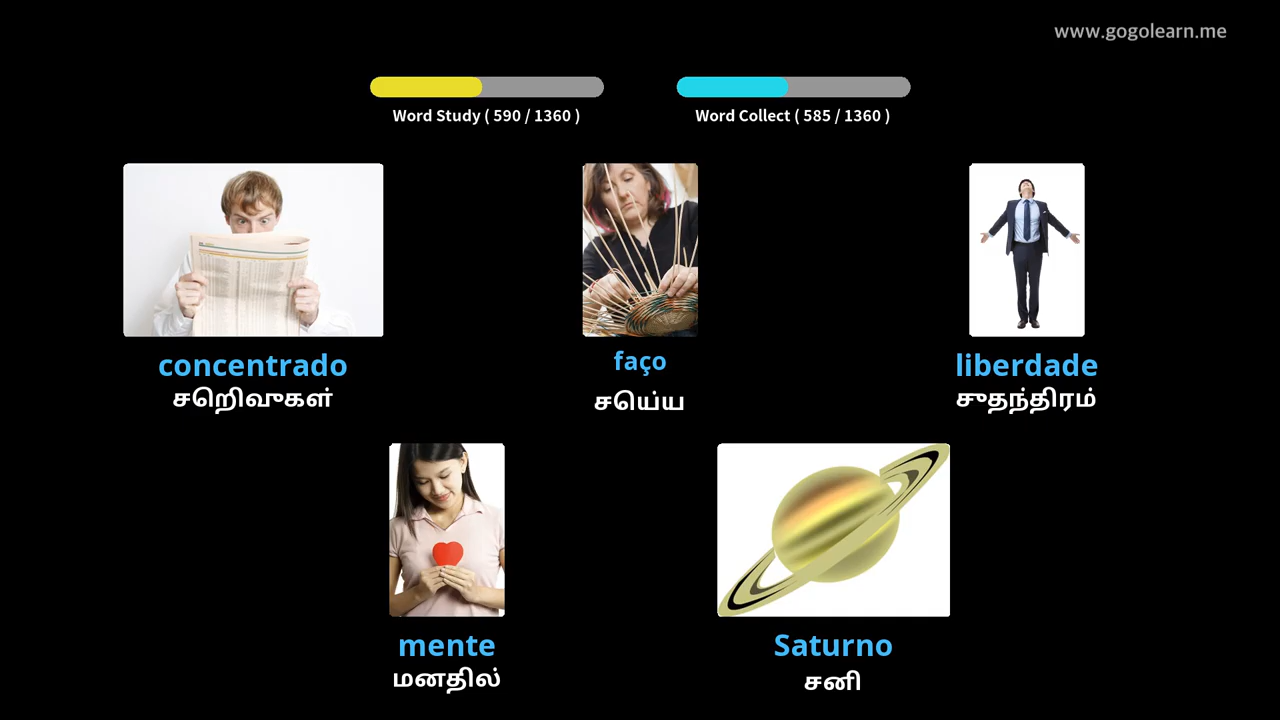 www.gogolearn.me
Word Study ( 590 / 1360 )
Word Collect ( 585 / 1360 )
concentrado
செறிவுகள்
faço
செய்ய
liberdade
சுதந்திரம்
mente
மனதில்
Saturno
சனி